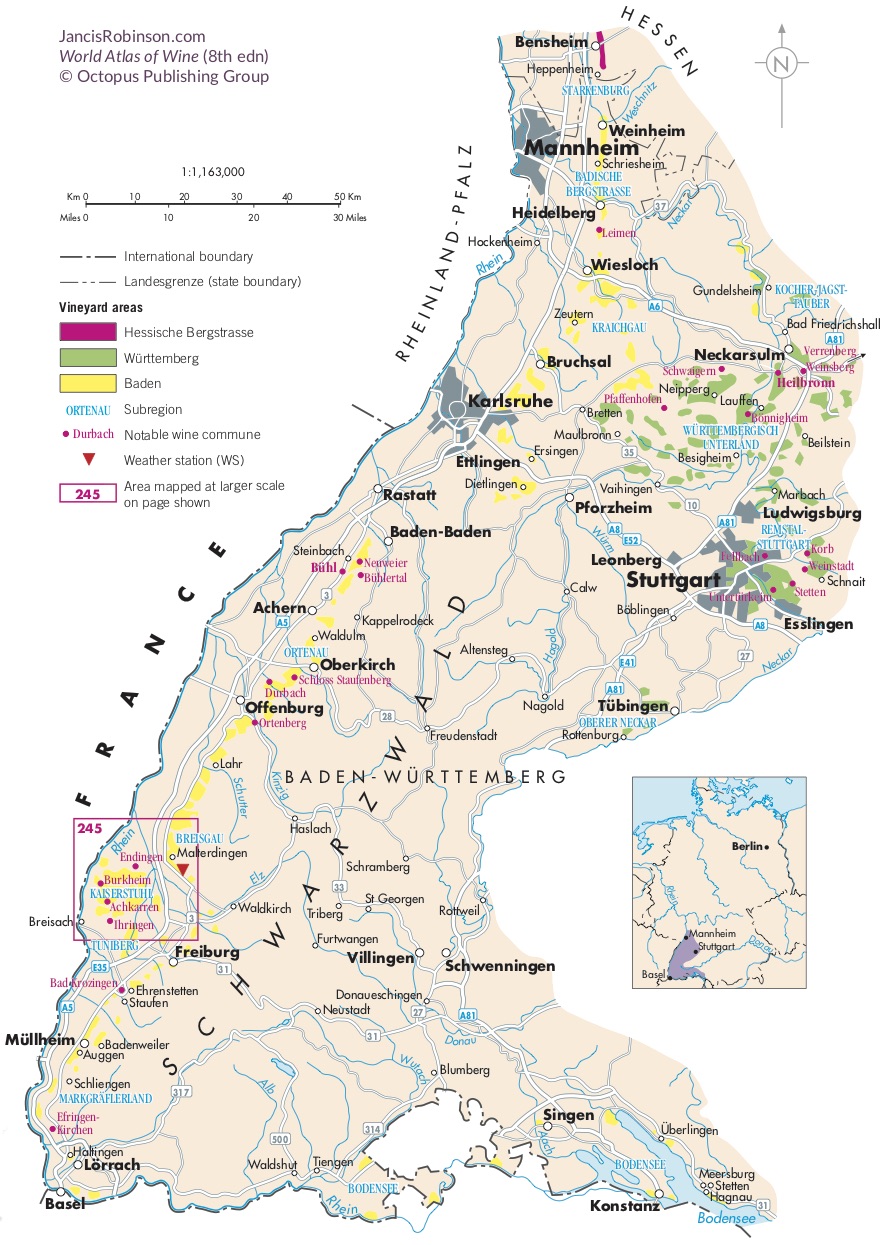 JancisRobinson.com
World Atlas of Wine (8th edn)
© Octopus Publishing Group
1:1,163,000
Km 0 10 20 30 40 50 Km
Miles 0 10 20 30 Miles
International boundary
Landesgrenze (state boundary)
Vineyard areas
Hessische Bergstrasse
Württemberg
Baden
ORTENAU Subregion
Durbach Notable wine commune
Weather station (WS)
245 Area mapped at larger scale
on page shown
N
HESSEN
Bensheim
Heppenheim
STARKENBURG
Weschnitz
Weinheim
Mannheim
Schriesheim
BADISCHE
BERGSTRASSE
37
Neckar
Heidelberg
Leimen
Hockenheim
RHEINLAND-PFALZ
Rhein
Wiesloch
Gundelsheim
KOCHER-JAGST-
TAUBER
A6
Zeutern
KRAICHGAU
Bad Friedrichshall
A81
Neckarsulm
Verrenberg
Weinsberg
Bruchsal
Schwaigern
Heilbronn
Neipperg
Lauffen
Pfaffenhofen
Karlsruhe
Bretten
Bönnigheim
WÜRTTEMBERGISCH
UNTERLAND
Maulbronn
Beilstein
35
Besigheim
Ettlingen
Ersingen
Dietlingen
Vaihingen
Marbach
Rastatt
Pforzheim
10
Ludwigsburg
A81
REMSTAL-
STUTTGART
Baden-Baden
A8
E52
Würm
Steinbach
Neuweier
Bühl
Bühlertal
Leonberg
Fellbach
Korb
Weinstadt
Stuttgart
Schnait
Stetten
Untertürkheim
3
Calw
Achern
A5
Kappelrodeck
Böblingen
A8
Esslingen
Waldulm
ORTENAU
Altensteg
Nagold
27
Neckar
Oberkirch
E41
A81
Schloss Staufenberg
Durbach
Offenburg
Nagold
Tübingen
OBERER NECKAR
Ortenberg
28
Freudenstadt
Rottenburg
FRANCE
Lahr
Schutter
Kinzig
BADEN-WÜRTTEMBERG
SCHWARZWALD
245
Rhein
BREISGAU
Haslach
Malterdingen
Endingen
Burkheim
KAISERSTUHL
Achkarren
Ihringen
Breisach
TUNIBERG
Elz
Schramberg
33
Waldkirch
Triberg
St Georgen
Rottweil
3
Furtwangen
Freiburg
31
Villingen
Schwenningen
E35
Bad Krozingen
Ehrenstetten
Staufen
A5
Donaueschingen
Neustadt
27
A81
31
Donau
Müllheim
Badenweiler
Auggen
Wutach
Blumberg
Schliengen
Alb
317
MARKGRÄFLERLAND
Efringen-
Kirchen
314
Singen
Aach
Überlingen
Haltingen
Lörrach
500
Waldshut
Tiengen
BODENSEE
BODENSEE
Meersburg
Stetten
Hagnau
Basel
Rhein
Konstanz
31
Bodensee
Berlin
Rhein
Mannheim
Stuttgart
Donau
Basel